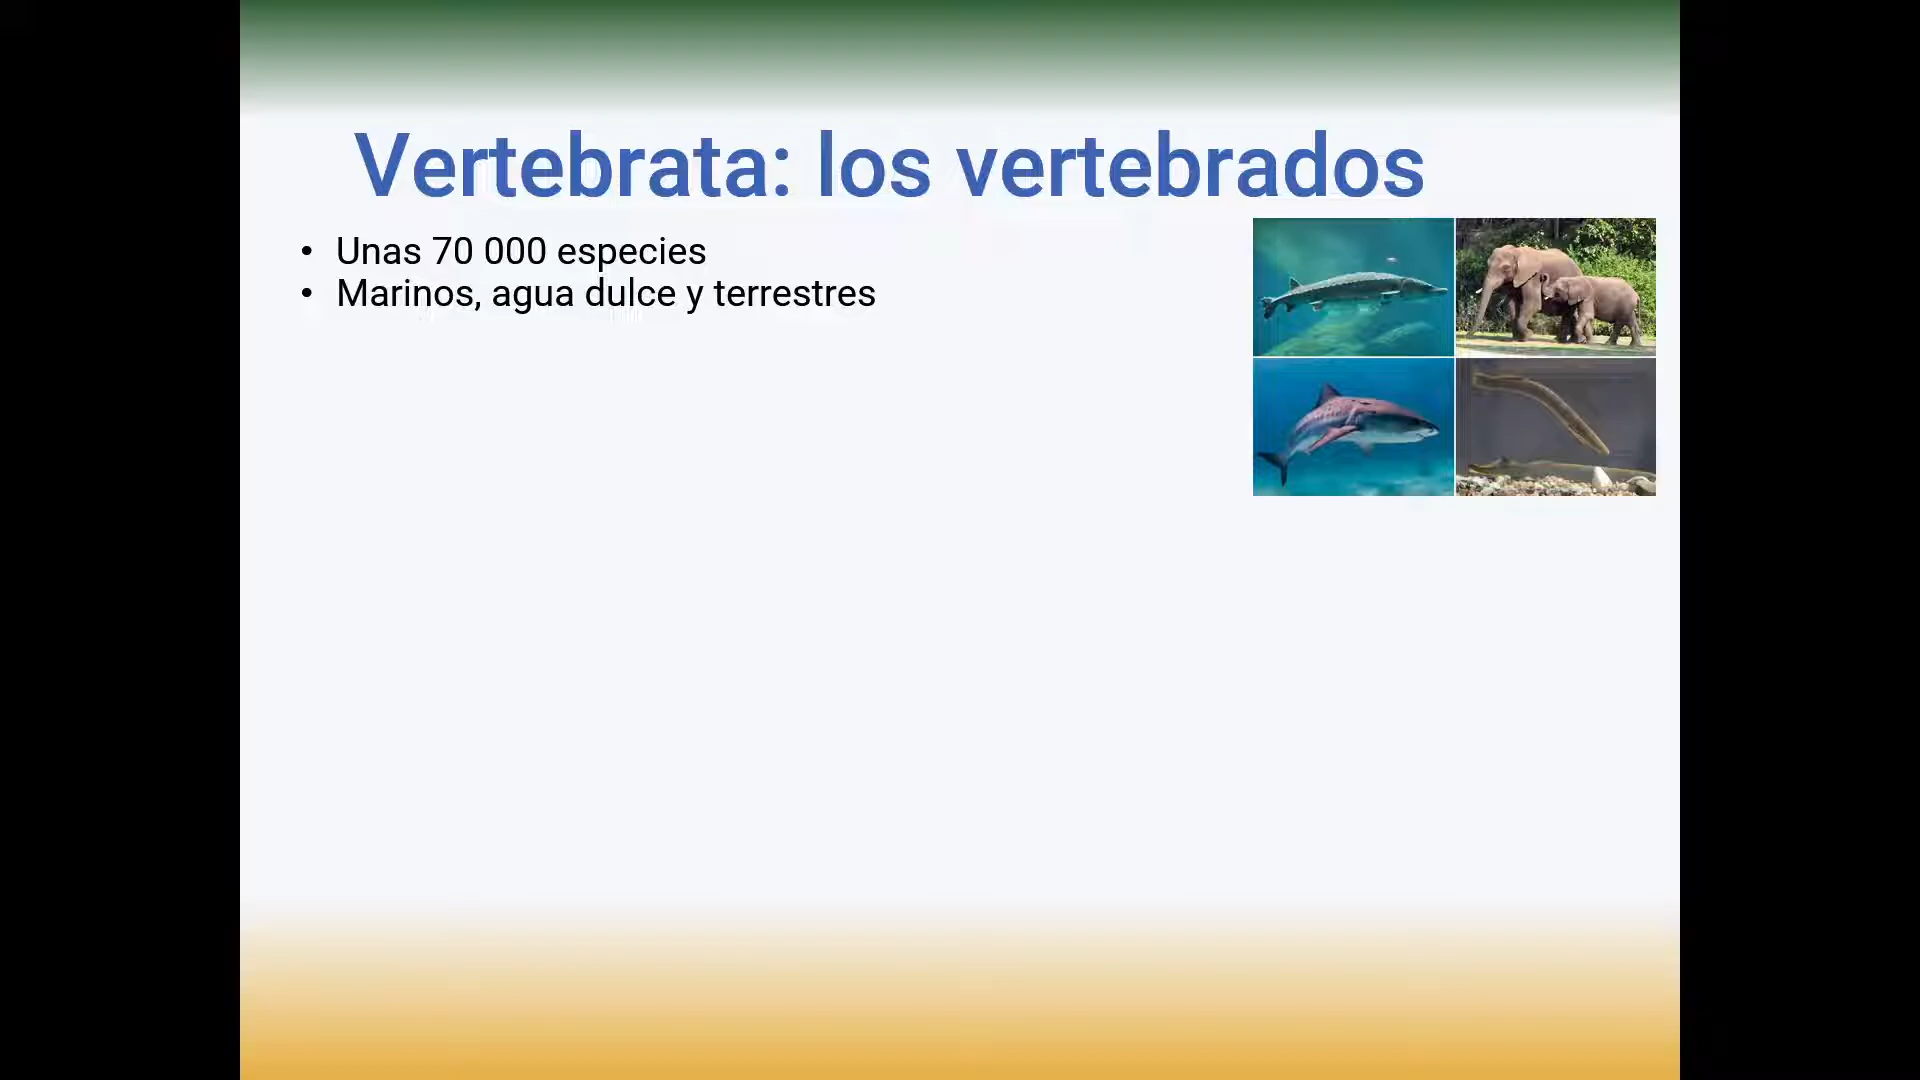 Vertebrata: los vertebrados
• Unas 70 000 especies
• Marinos, agua dulce y terrestres